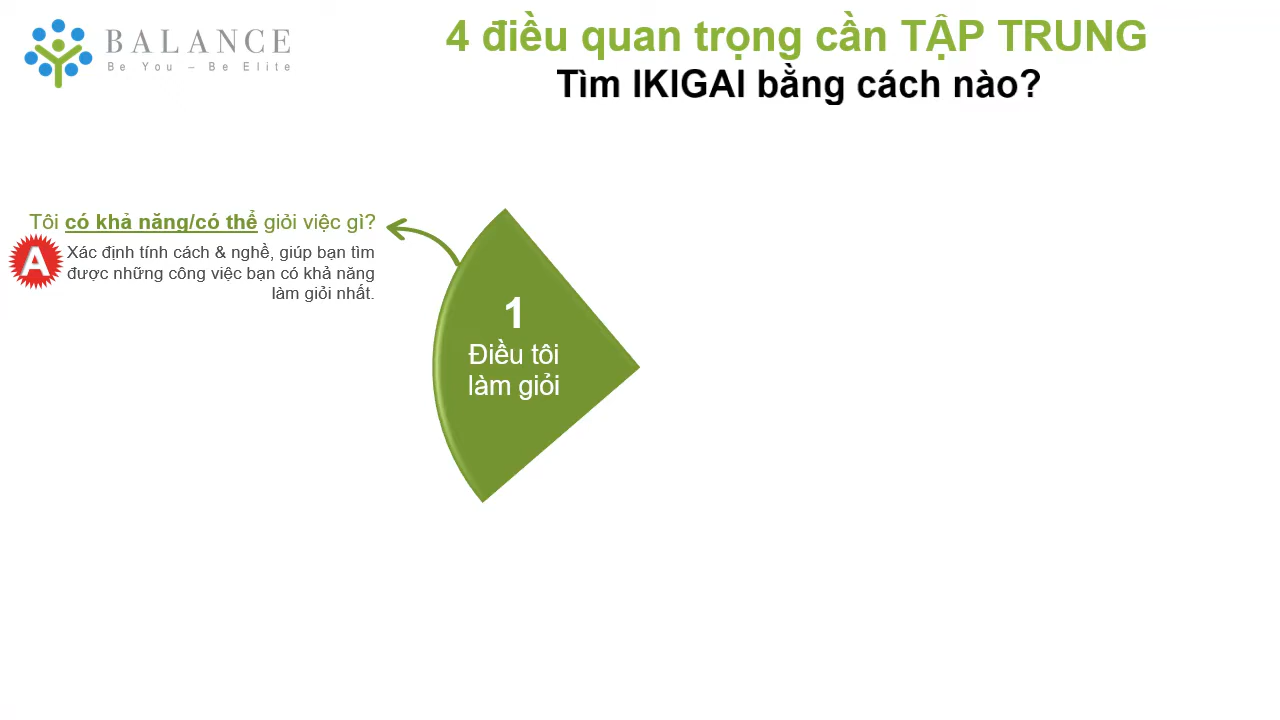 BALANCE
Be You – Be Elite
4 điều quan trọng cần TẬP TRUNG
Tìm IKIGAI bằng cách nào?
Tôi có khả năng/có thể giỏi việc gì?
A
Xác định tính cách & nghề, giúp bạn tìm
được những công việc bạn có khả năng
làm giỏi nhất.
1
Điều tôi
làm giỏi